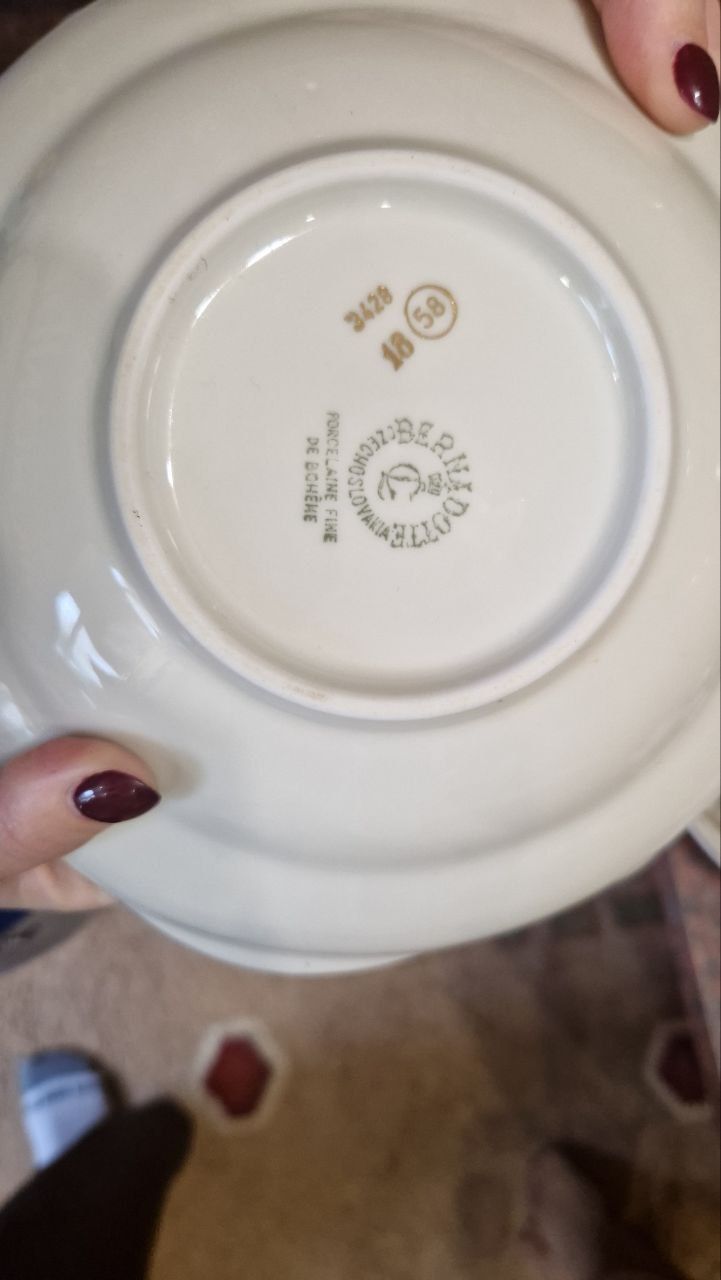 3428
18 58
BERNADOTTE
CZECHOSLOVAKIA
PORCELAINE FINE
DE BOHÊME